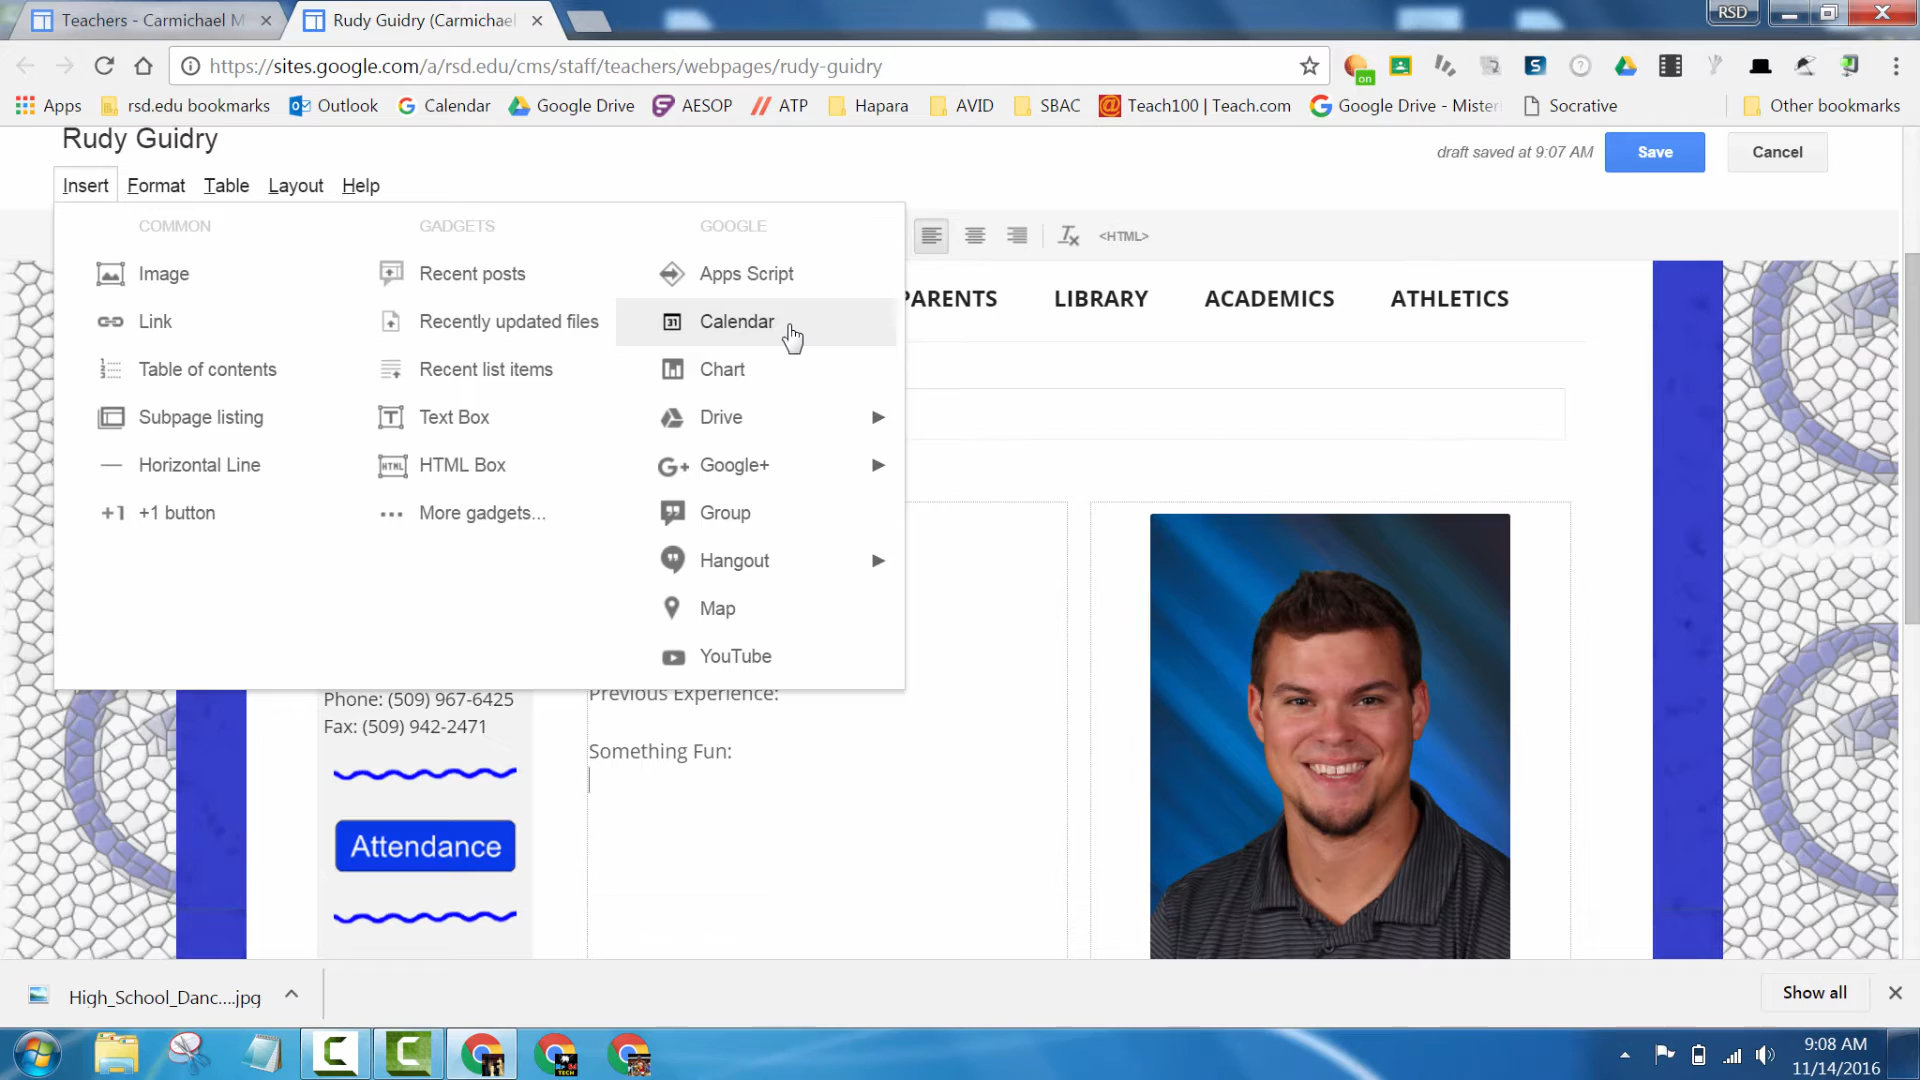 Teachers - Carmichael M
Rudy Guidry (Carmichael
RSD
https://sites.google.com/a/rsd.edu/cms/staff/teachers/webpages/rudy-guidry
on
Apps
rsd.edu bookmarks
Outlook
Calendar
Google Drive
AESOP
ATP
Hapara
AVID
SBAC
Teach100 | Teach.com
Google Drive - Misteri
Socrative
Other bookmarks
Rudy Guidry
draft saved at 9:07 AM
Save
Cancel
Insert Format Table Layout Help
<HTML>
COMMON
Image
Link
Table of contents
Subpage listing
Horizontal Line
+1 +1 button
GADGETS
Recent posts
Recently updated files
Recent list items
Text Box
HTML HTML Box
More gadgets...
GOOGLE
Apps Script
31 Calendar
Chart
Drive
G+ Google+
Group
Hangout
Map
YouTube
PARENTS LIBRARY ACADEMICS ATHLETICS
Phone: (509) 967-6425
Fax: (509) 942-2471
Attendance
Previous Experience:
Something Fun:
High_School_Danc....jpg
Show all
9:08 AM
11/14/2016